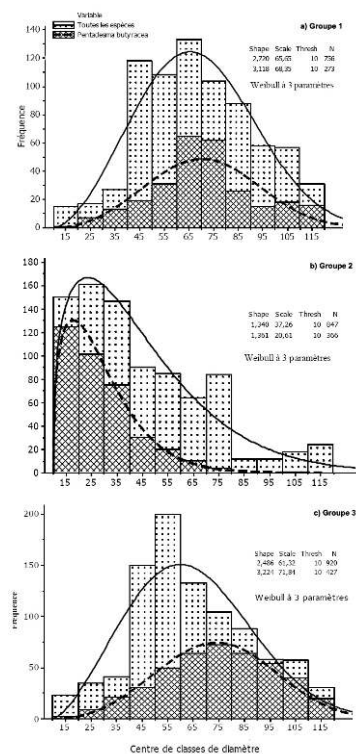 Variable
Toutes les espèces
Pentadesma butyracea
a) Groupe 1
Shape Scale Thresh N
2,720 65,65 10 756
3,118 68,35 10 273
Weibull à 3 paramètres
Fréquence
140
120
100
80
60
40
20
0
15 25 35 45 55 65 75 85 95 105 115
b) Groupe 2
Shape Scale Thresh N
1,348 37,26 10 847
1,361 20,61 10 366
Weibull à 3 paramètres
180
160
140
120
100
80
60
40
20
0
15 25 35 45 55 65 75 85 95 105 115
c) Groupe 3
Shape Scale Thresh N
2,486 61,32 10 920
3,224 71,84 10 427
Weibull à 3 paramètres
Fréquence
200
150
100
50
0
15 25 35 45 55 65 75 85 95 105 115
Centre de classes de diamètre